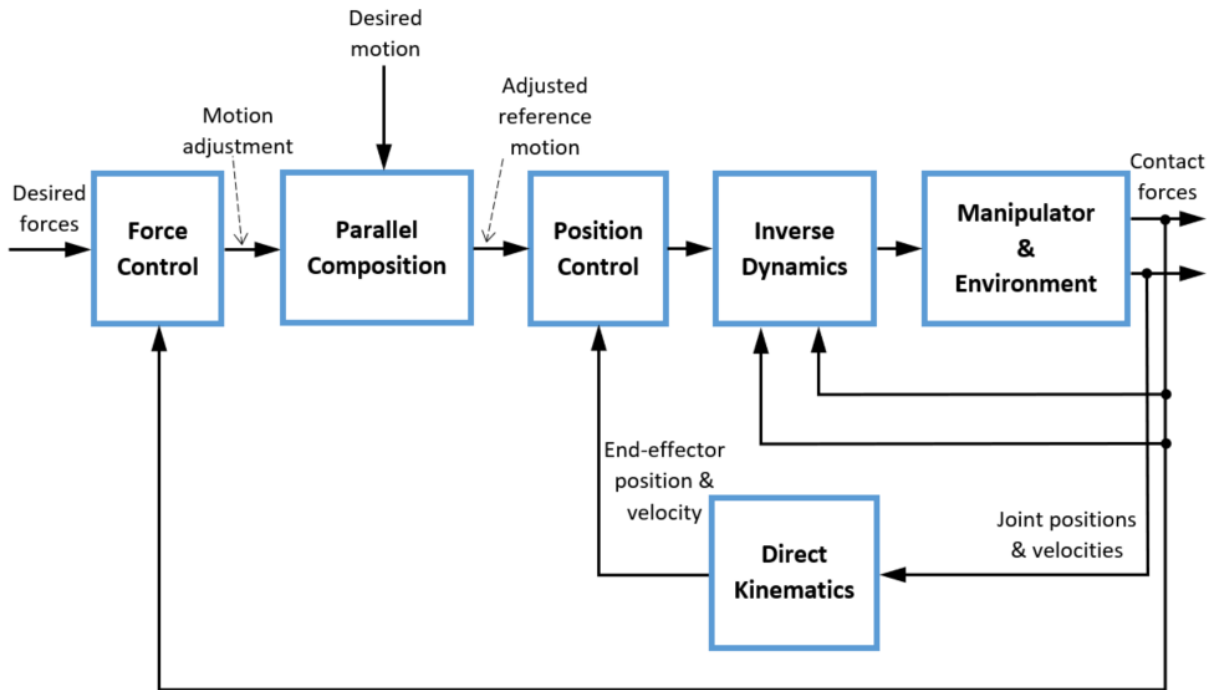 Desired
motion
Adjusted
reference
motion
Motion
adjustment
Desired
forces
Contact
forces
Force
Control
Parallel
Composition
Position
Control
Inverse
Dynamics
Manipulator
&
Environment
End-effector
position &
velocity
Joint positions
& velocities
Direct
Kinematics